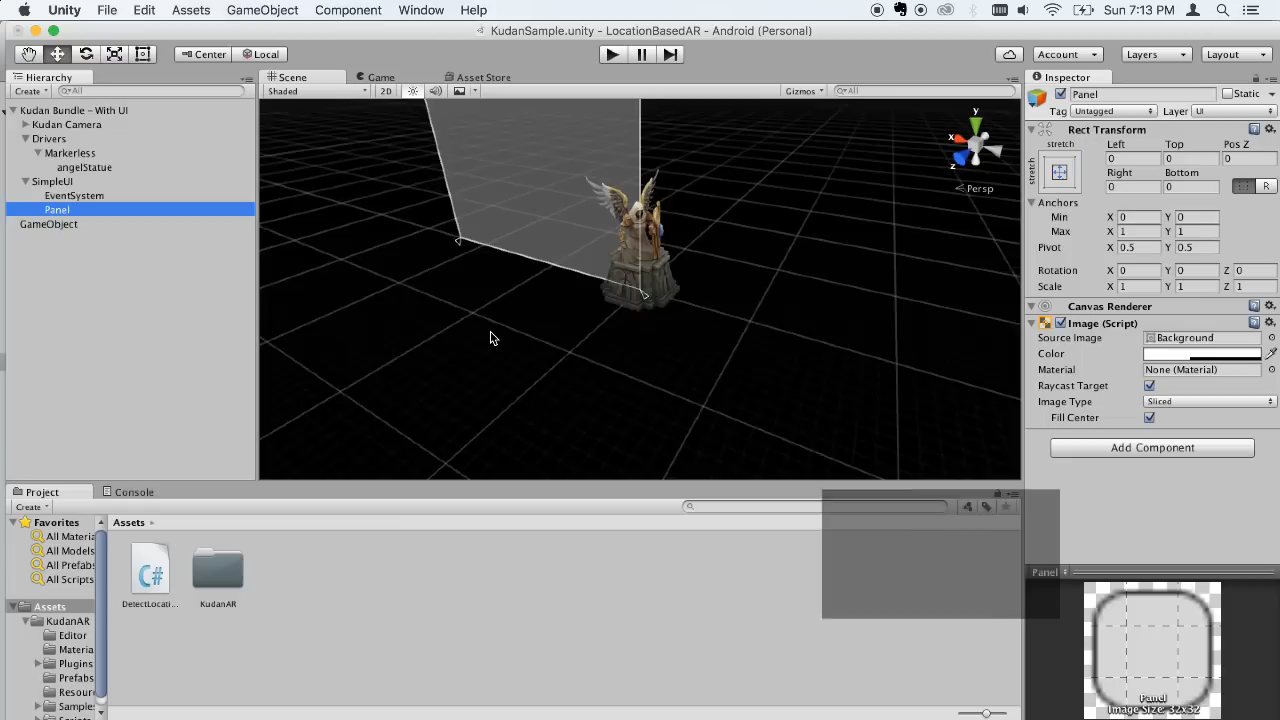 Unity File Edit Assets GameObject Component Window Help Sun 7:13 PM
KudanSample.unity - LocationBasedAR - Android (Personal)
Center Local Account Layers Layout
Hierarchy Scene Game Asset Store Inspector
Create All Shaded 2D Gizmos All
Panel Static
Tag Untagged Layer UI
Kudan Bundle - With UI
Kudan Camera
Drivers
Markerless
angelStatue
SimpleUI
EventSystem
Panel
GameObject
y
x
z
Persp
Rect Transform
stretch Left Top Pos Z
stretch 0 0 0
Right Bottom
0 0 R
Anchors
Min X 0 Y 0
Max X 1 Y 1
Pivot X 0.5 Y 0.5
Rotation X 0 Y 0 Z 0
Scale X 1 Y 1 Z 1
Canvas Renderer
Image (Script)
Source Image Background
Color
Material None (Material)
Raycast Target
Image Type Sliced
Fill Center
Add Component
Project Console
Create
Favorites
All Materia
All Models
All Prefabs
All Scripts
Assets
KudanAR
Editor
Materia
Plugins
Prefabs
Resour
Samples
Assets
C#
DetectLocati...
KudanAR
Panel
Panel
Image Size: 32x32